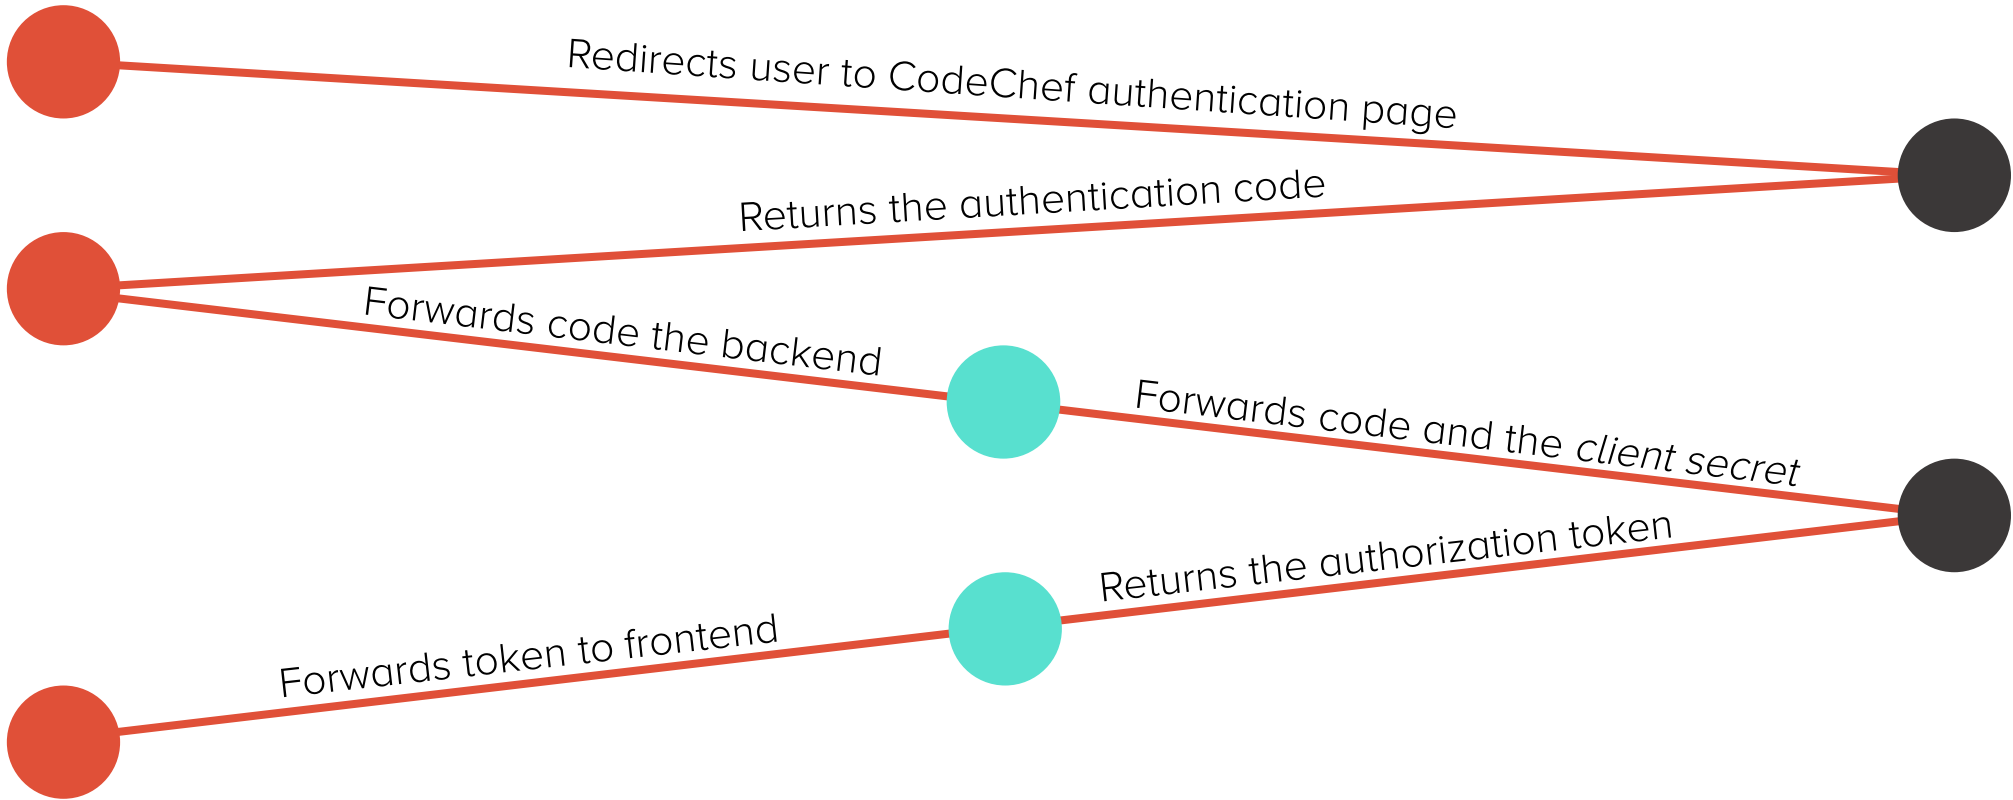 Redirects user to CodeChef authentication page
Returns the authentication code
Forwards code the backend
Forwards code and the client secret
Returns the authorization token
Forwards token to frontend